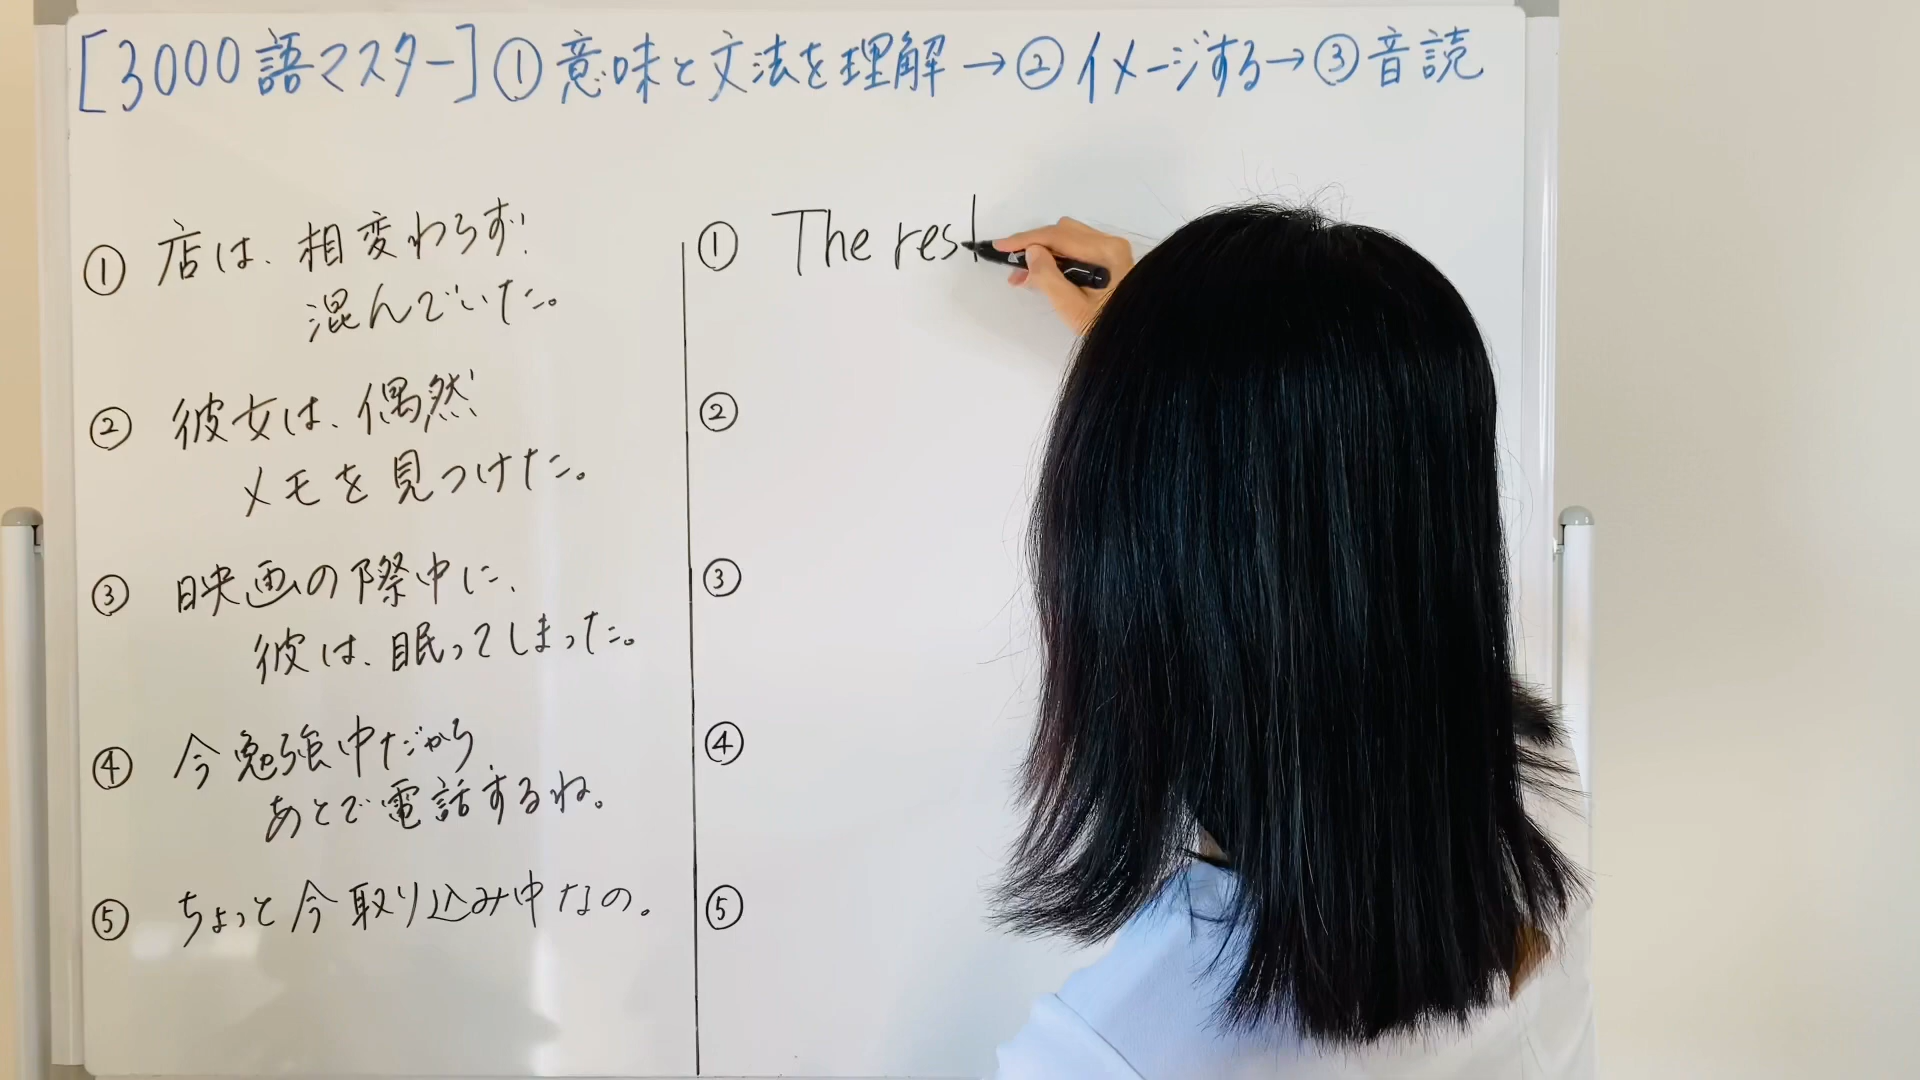 [3000語マスター]①意味と文法を理解→②イメージする→③音読
① 店は、相変わらず
混んでいた。
② 彼女は、偶然
メモを見つけた。
③ 映画の際中に、
彼は、眠ってしまった。
④ 今勉強中だから
あとで電話するね。
⑤ ちょっと今取り込み中なの。
① The rest
②
③
④
⑤